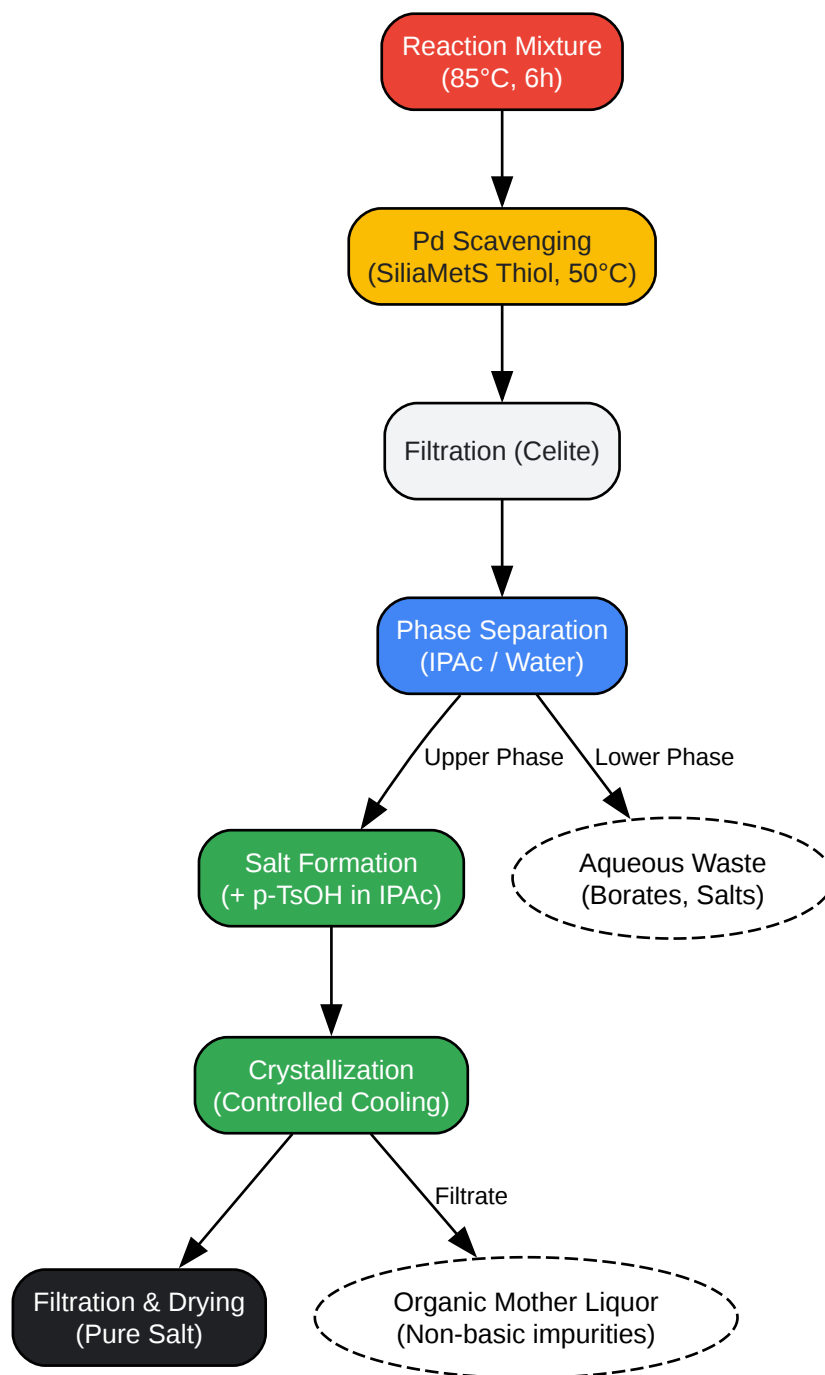 Reaction Mixture
(85°C, 6h)
Pd Scavenging
(SiliaMetS Thiol, 50°C)
Filtration (Celite)
Phase Separation
(IPAc / Water)
Upper Phase
Lower Phase
Salt Formation
(+ p-TsOH in IPAc)
Aqueous Waste
(Borates, Salts)
Crystallization
(Controlled Cooling)
Filtrate
Filtration & Drying
(Pure Salt)
Organic Mother Liquor
(Non-basic impurities)